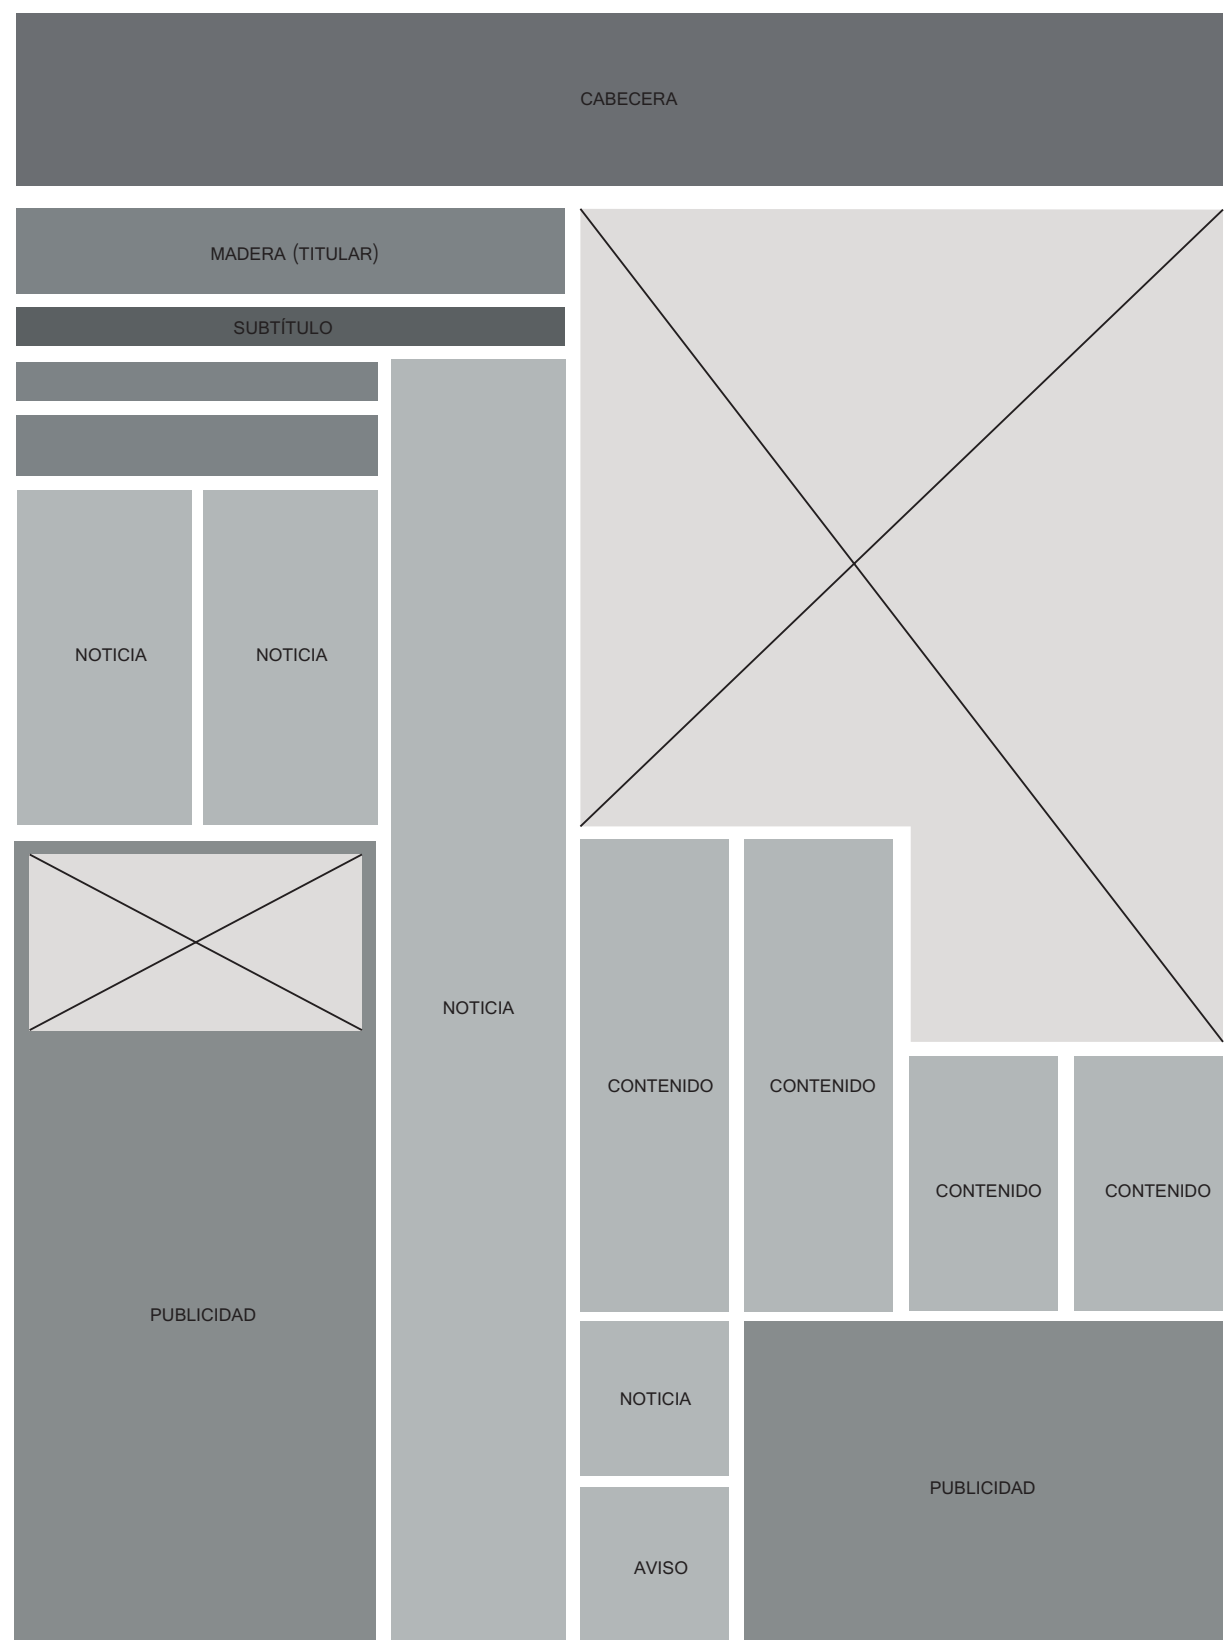 CABECERA
MADERA (TITULAR)
SUBTÍTULO
NOTICIA
NOTICIA
NOTICIA
PUBLICIDAD
CONTENIDO
CONTENIDO
CONTENIDO
CONTENIDO
NOTICIA
AVISO
PUBLICIDAD